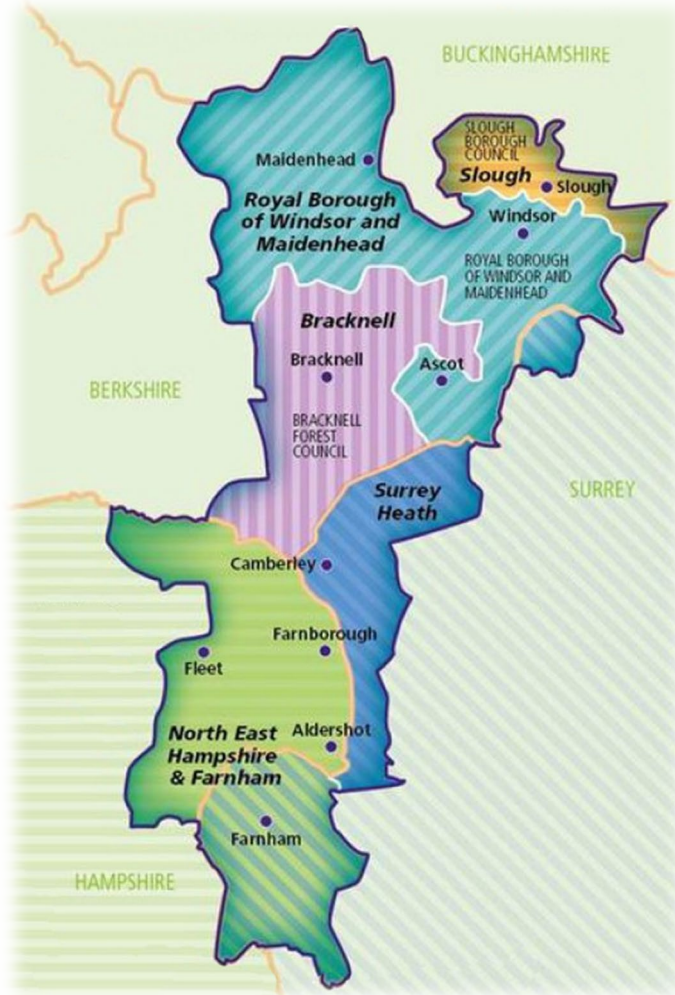 BUCKINGHAMSHIRE
SLOUGH
BOROUGH
COUNCIL
Slough
Slough
Maidenhead
Royal Borough
of Windsor and
Maidenhead
Windsor
ROYAL BOROUGH
OF WINDSOR AND
MAIDENHEAD
Bracknell
Bracknell
Ascot
BERKSHIRE
BRACKNELL
FOREST
COUNCIL
Surrey
Heath
SURREY
Camberley
Farnborough
Fleet
North East
Hampshire
& Farnham
Aldershot
Farnham
HAMPSHIRE